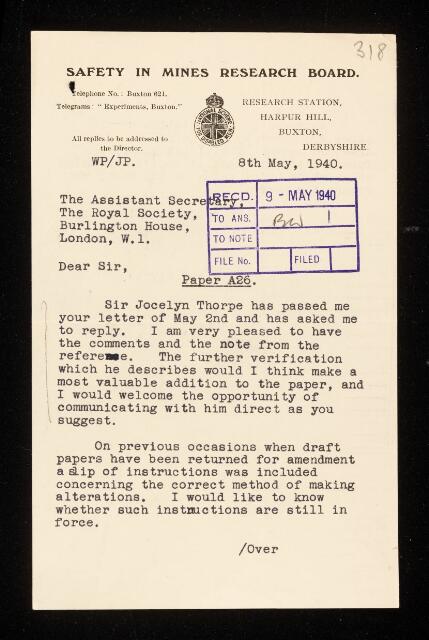 318
SAFETY IN MINES RESEARCH BOARD.
Telephone No.: Buxton 621.
Telegrams: "Experiments, Buxton."
All replies to be addressed to
the Director.
RESEARCH STATION,
HARPUR HILL,
BUXTON,
DERBYSHIRE
WP/JP.
8th May, 1940.
The Assistant Secretary,
The Royal Society,
Burlington House,
London, W.1.
RECD. 9 - MAY 1940
TO ANS.
TO NOTE
FILE No. FILED
Dear Sir,
Paper A26.
Sir Jocelyn Thorpe has passed me
your letter of May 2nd and has asked me
to reply. I am very pleased to have
the comments and the note from the
referee. The further verification
which he describes would I think make a
most valuable addition to the paper, and
I would welcome the opportunity of
communicating with him direct as you
suggest.
On previous occasions when draft
papers have been returned for amendment
a slip of instructions was included
concerning the correct method of making
alterations. I would like to know
whether such instructions are still in
force.
/Over